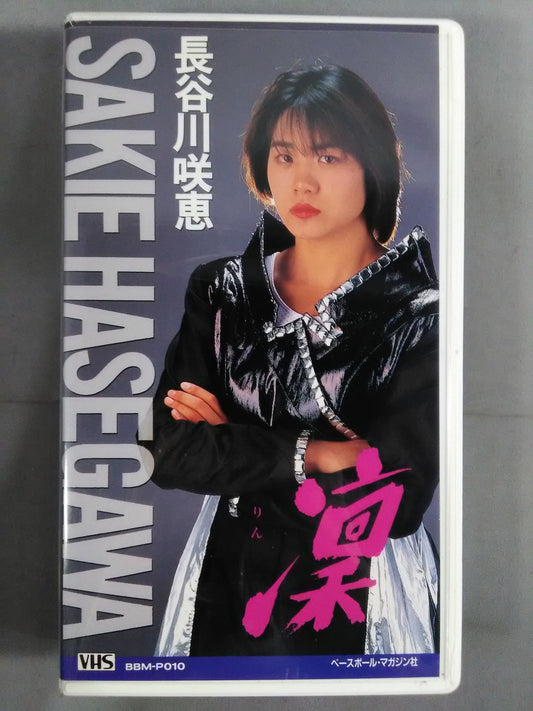 SAKIE HASEGAWA
長谷川咲恵
凜
りん
VHS
BBM-P010
ベースボール・マガジン社